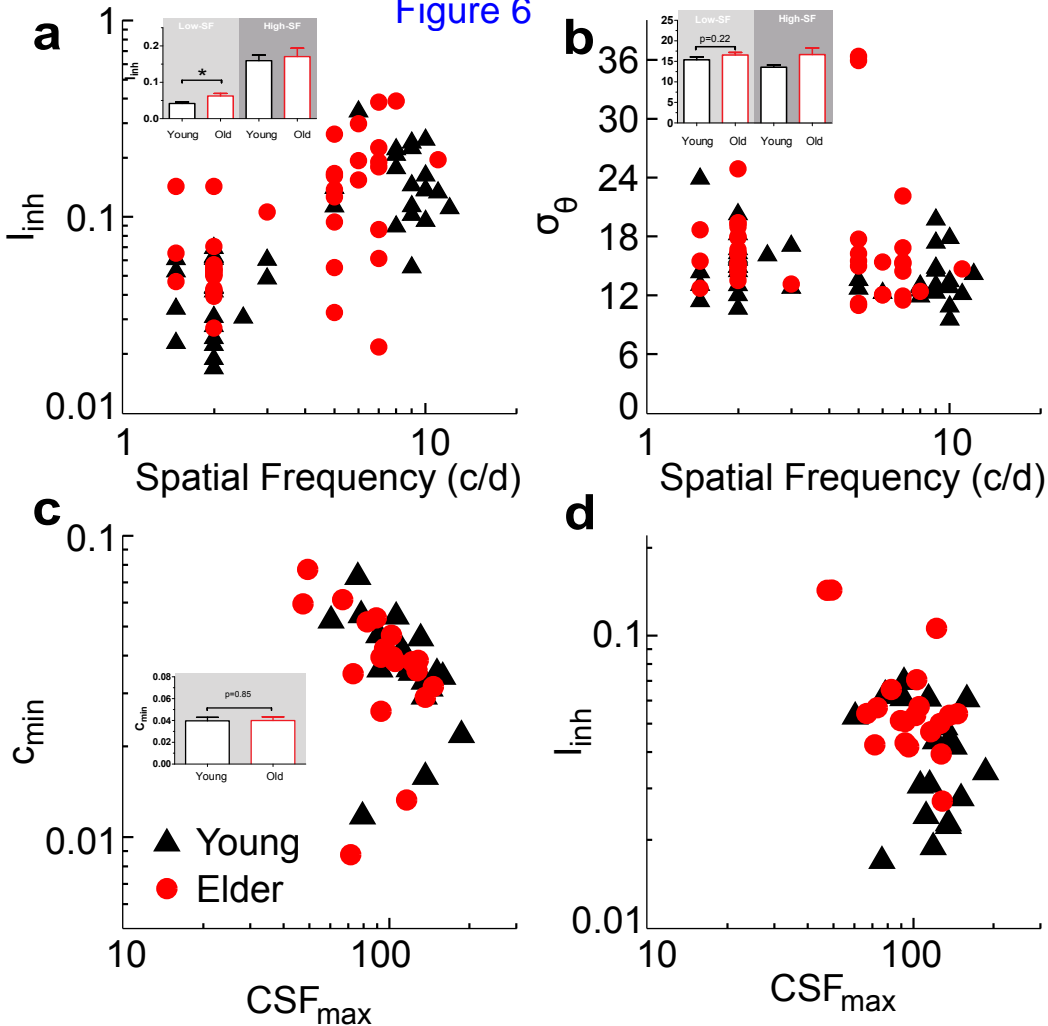 Figure 6
a
1
0.1
0.01
I_inh
1
10
Spatial Frequency (c/d)
Low-SF
High-SF
0.2
0.1
0.0
I_inh
*
Young
Old
Young
Old
b
36
30
24
18
12
6
0
σ_θ
1
10
Spatial Frequency (c/d)
Low-SF
High-SF
25
20
15
10
5
0
p=0.22
Young
Old
Young
Old
c
0.1
0.01
c_min
10
100
CSF_max
0.08
0.06
0.04
0.02
0.00
C_min
p=0.85
Young
Old
Young
Elder
d
0.1
0.01
I_inh
10
100
CSF_max